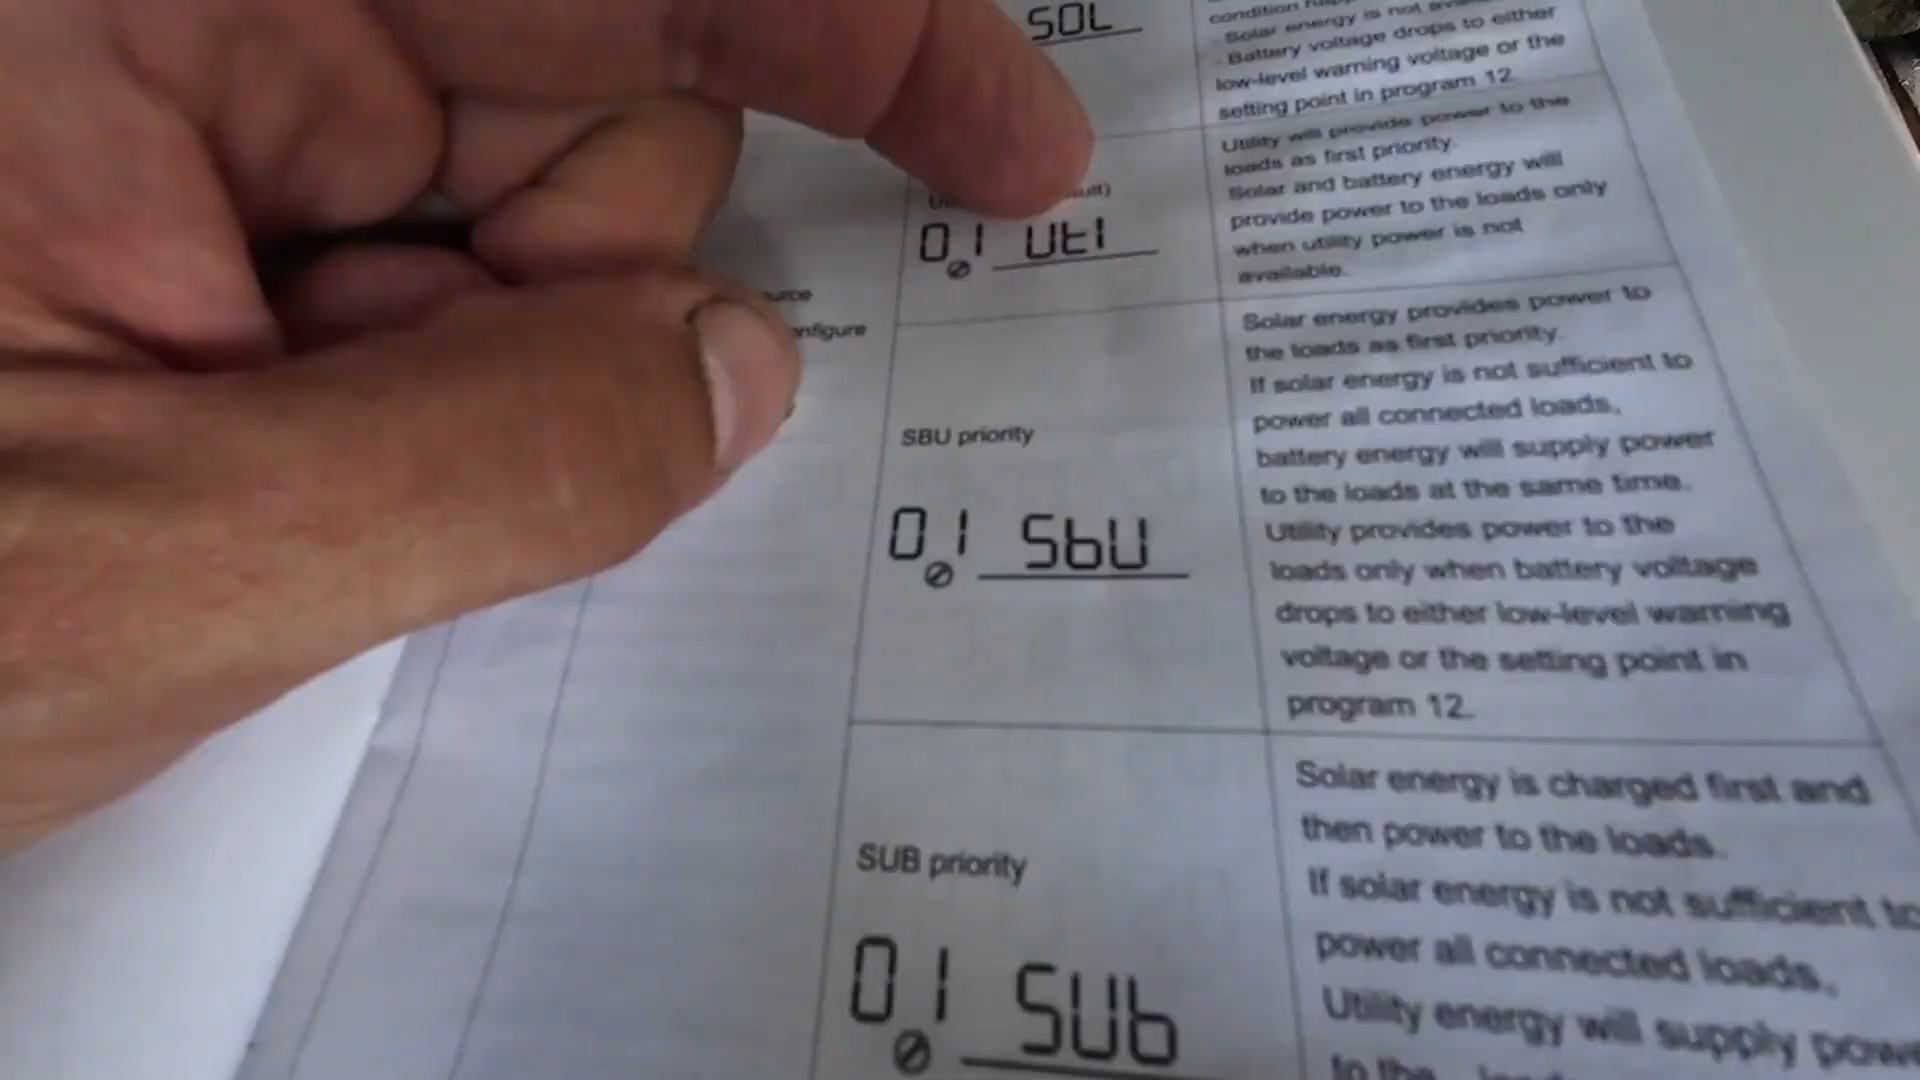 SOL
condition
- Solar energy is not
- Battery voltage drops to either
low-level warning voltage or the
setting point in program 12.
01 UtI
Utility will provide power to the
loads as first priority.
Solar and battery energy will
provide power to the loads only
when utility power is not
available.
SBU priority
01 SbU
Solar energy provides power to
the loads as first priority.
If solar energy is not sufficient to
power all connected loads,
battery energy will supply power
to the loads at the same time.
Utility provides power to the
loads only when battery voltage
drops to either low-level warning
voltage or the setting point in
program 12.
SUB priority
01 SUb
Solar energy is charged first and
then power to the loads.
If solar energy is not sufficient to
power all connected loads,
Utility energy will supply